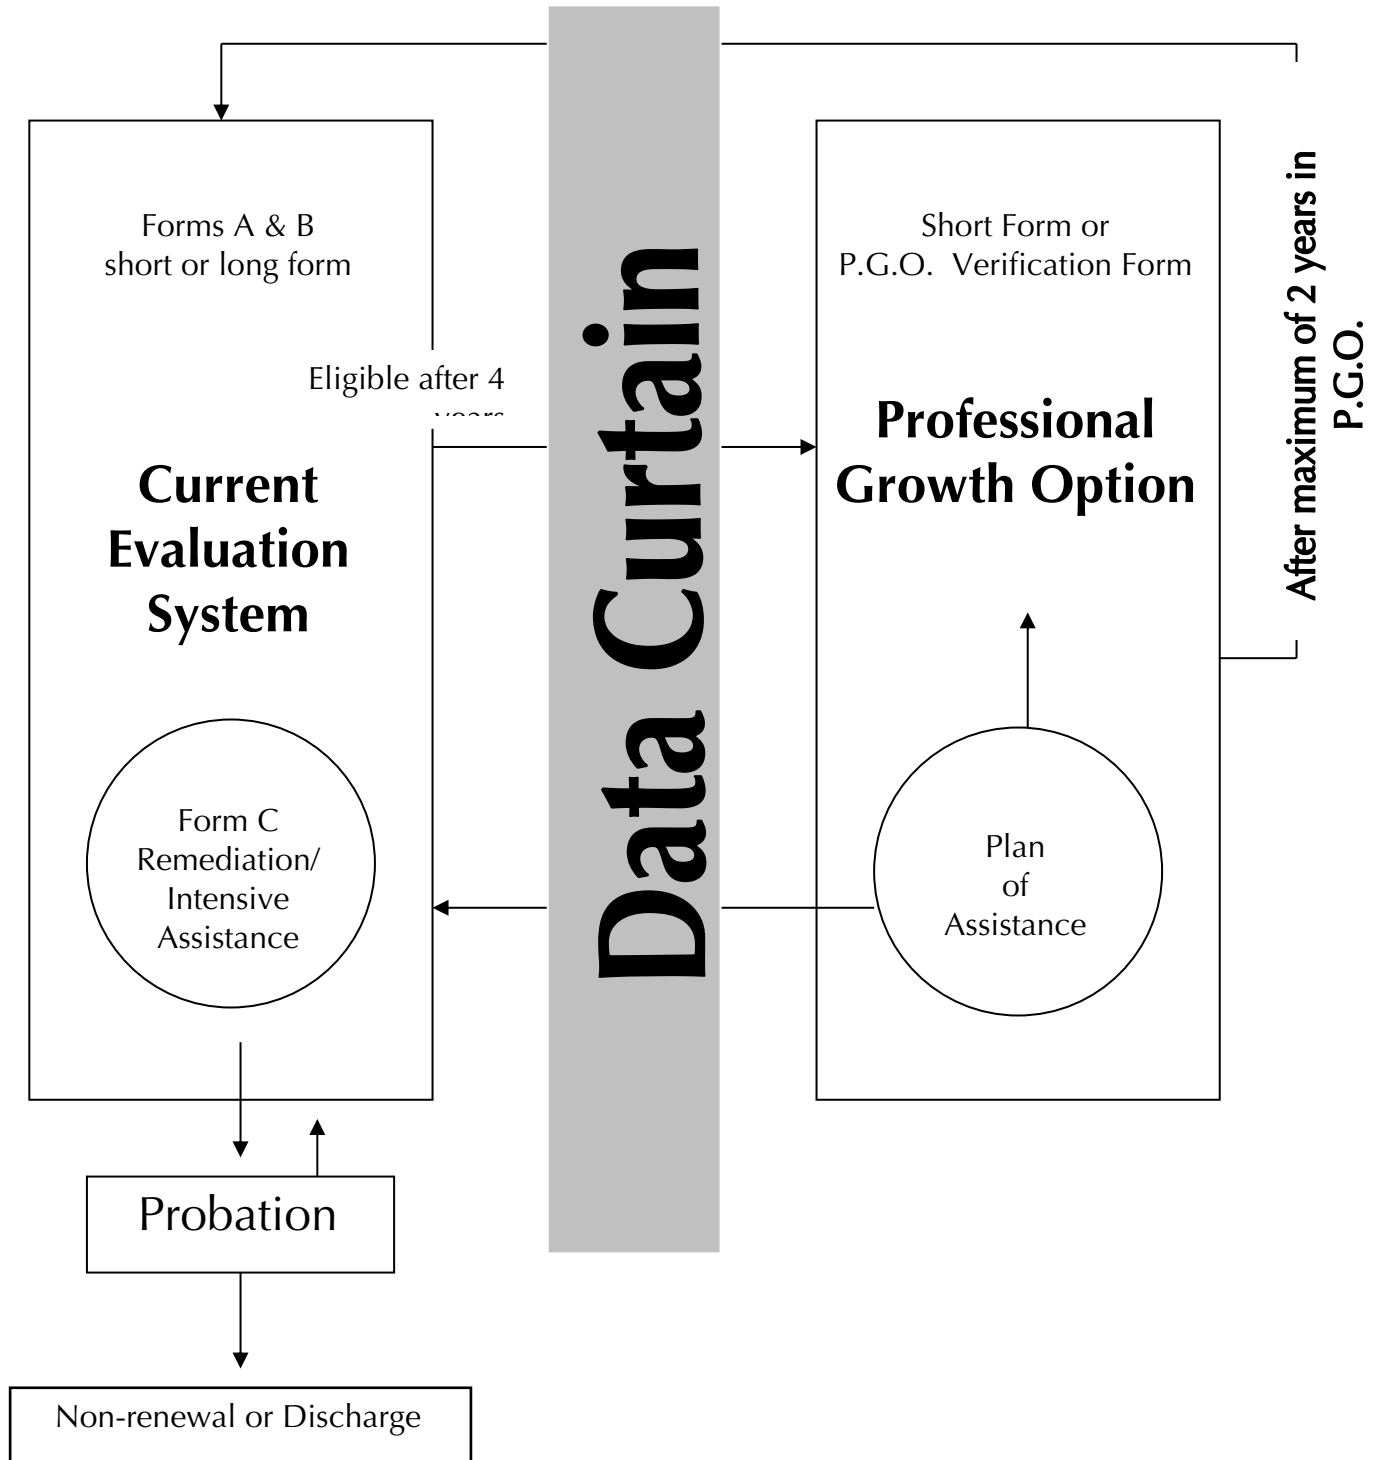 Forms A & B
short or long form
Eligible after 4
years
Current
Evaluation
System
Form C
Remediation/
Intensive
Assistance
Probation
Non-renewal or Discharge
Data Curtain
Short Form or
P.G.O. Verification Form
Professional
Growth Option
Plan
of
Assistance
After maximum of 2 years in
P.G.O.